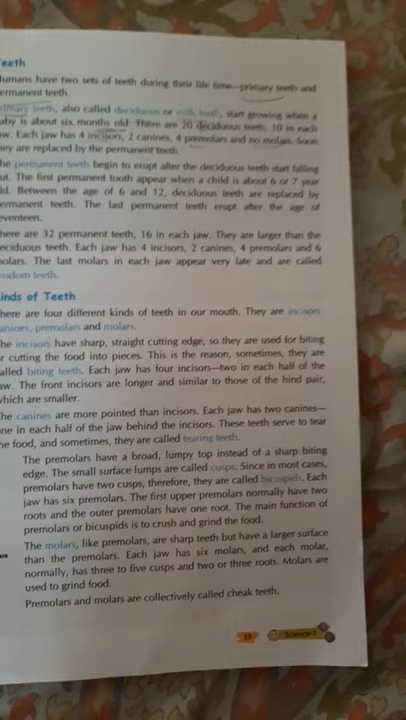 Teeth
Humans have two sets of teeth during their life time—primary teeth and
permanent teeth.
Primary teeth, also called deciduous or milk teeth, start growing when a
baby is about six months old. There are 20 deciduous teeth, 10 in each
jaw. Each jaw has 4 incisors, 2 canines, 4 premolars and no molars. Soon
they are replaced by the permanent teeth.
The permanent teeth begin to erupt after the deciduous teeth start falling
out. The first permanent tooth appear when a child is about 6 or 7 year
old. Between the age of 6 and 12, deciduous teeth are replaced by
permanent teeth. The last permanent teeth erupt after the age of
seventeen.
There are 32 permanent teeth, 16 in each jaw. They are larger than the
deciduous teeth. Each jaw has 4 incisors, 2 canines, 4 premolars and 6
molars. The last molars in each jaw appear very late and are called
wisdom teeth.
Kinds of Teeth
There are four different kinds of teeth in our mouth. They are incisors
canines, premolars and molars.
The incisors have sharp, straight cutting edge, so they are used for biting
or cutting the food into pieces. This is the reason, sometimes, they are
called biting teeth. Each jaw has four incisors—two in each half of the
jaw. The front incisors are longer and similar to those of the hind pair,
which are smaller.
The canines are more pointed than incisors. Each jaw has two canines—
one in each half of the jaw behind the incisors. These teeth serve to tear
the food, and sometimes, they are called tearing teeth.
The premolars have a broad, lumpy top instead of a sharp biting
edge. The small surface lumps are called cusps. Since in most cases,
premolars have two cusps, therefore, they are called bicuspids. Each
jaw has six premolars. The first upper premolars normally have two
roots and the outer premolars have one root. The main function of
premolars or bicuspids is to crush and grind the food.
The molars, like premolars, are sharp teeth but have a larger surface
than the premolars. Each jaw has six molars, and each molar,
normally, has three to five cusps and two or three roots. Molars are
used to grind food.
Premolars and molars are collectively called cheak teeth.
Science-7